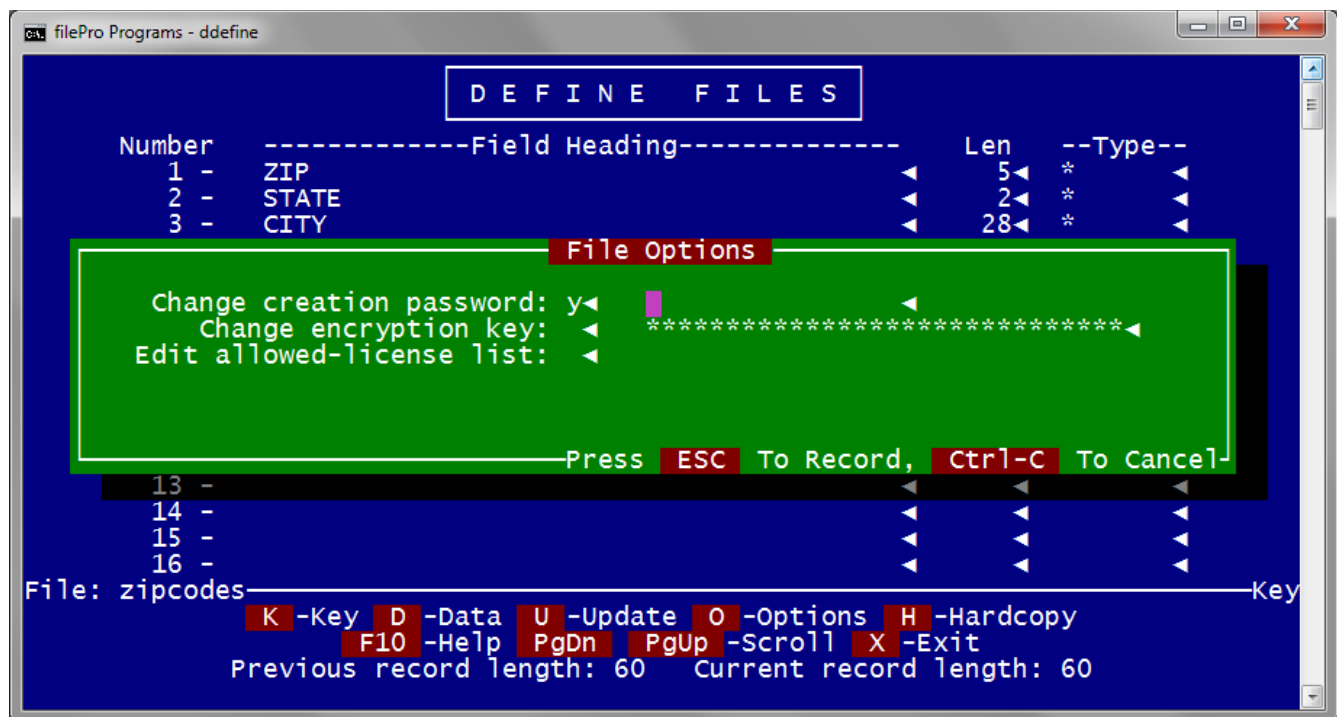 filePro Programs - ddefine
D E F I N E   F I L E S
Number   -------------Field Heading--------------   Len   --Type--
1 -   ZIP   ◄   5◄   *   ◄
2 -   STATE   ◄   2◄   *   ◄
3 -   CITY   ◄   28◄   *   ◄
File Options
Change creation password: y◄   ◄
Change encryption key:  ◄   ******************************◄
Edit allowed-license list:  ◄
Press  ESC  To Record,  Ctrl-C  To Cancel
13 -   ◄   ◄   ◄
14 -   ◄   ◄   ◄
15 -   ◄   ◄   ◄
16 -   ◄   ◄   ◄
File: zipcodes   Key
K -Key  D -Data  U -Update  O -Options  H -Hardcopy
F10 -Help  PgDn   PgUp -Scroll  X -Exit
Previous record length: 60   Current record length: 60